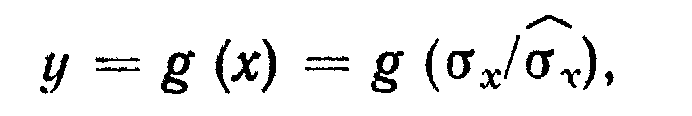 y = g (x) = g (σₓ/σ̂ₓ),